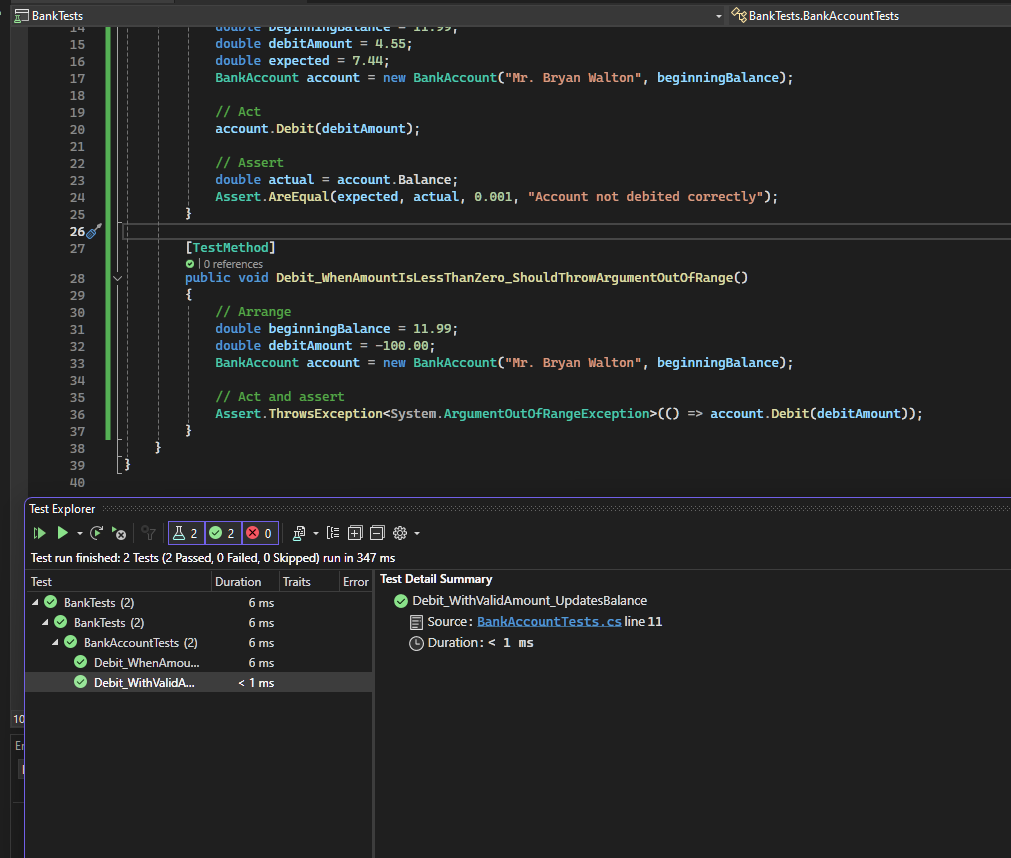 BankTests BankTests.BankAccountTests
14 double beginningBalance = 11.99;
15 double debitAmount = 4.55;
16 double expected = 7.44;
17 BankAccount account = new BankAccount("Mr. Bryan Walton", beginningBalance);
18
19 // Act
20 account.Debit(debitAmount);
21
22 // Assert
23 double actual = account.Balance;
24 Assert.AreEqual(expected, actual, 0.001, "Account not debited correctly");
25 }
26
27 [TestMethod]
0 references
28 public void Debit_WhenAmountIsLessThanZero_ShouldThrowArgumentOutOfRange()
29 {
30 // Arrange
31 double beginningBalance = 11.99;
32 double debitAmount = -100.00;
33 BankAccount account = new BankAccount("Mr. Bryan Walton", beginningBalance);
34
35 // Act and assert
36 Assert.ThrowsException<System.ArgumentOutOfRangeException>(() => account.Debit(debitAmount));
37 }
38 }
39 }
40
Test Explorer
2 2 0
Test run finished: 2 Tests (2 Passed, 0 Failed, 0 Skipped) run in 347 ms
Test Duration Traits Error
BankTests (2) 6 ms
BankTests (2) 6 ms
BankAccountTests (2) 6 ms
Debit_WhenAmou... 6 ms
Debit_WithValidA... < 1 ms
Test Detail Summary
Debit_WithValidAmount_UpdatesBalance
Source: BankAccountTests.cs line 11
Duration: < 1 ms
10